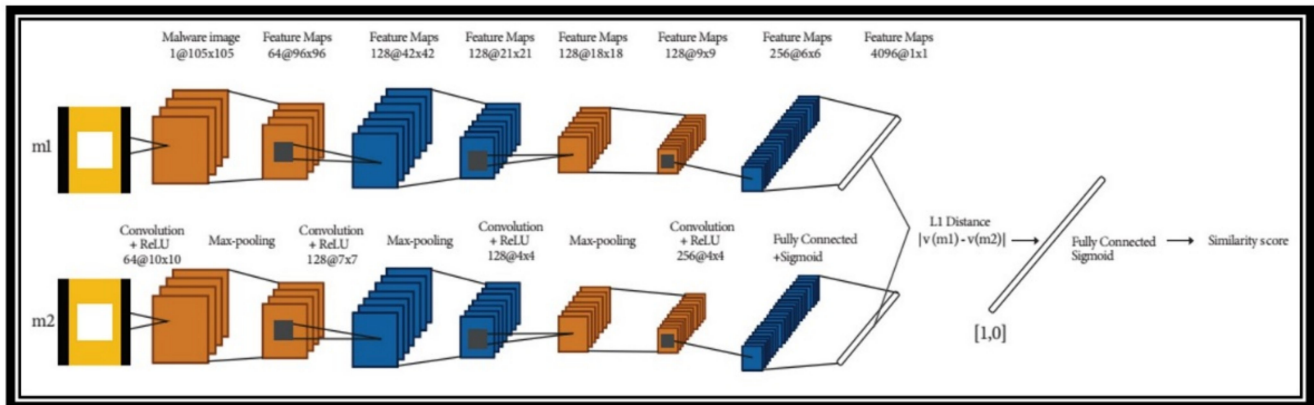 Malware image
1@105x105
Feature Maps
64@96x96
Feature Maps
128@42x42
Feature Maps
128@21x21
Feature Maps
128@18x18
Feature Maps
128@9x9
Feature Maps
256@6x6
Feature Maps
4096@1x1
m1
Convolution
+ ReLU
64@10x10
Max-pooling
Convolution
+ ReLU
128@7x7
Max-pooling
Convolution
+ ReLU
128@4x4
Max-pooling
Convolution
+ ReLU
256@4x4
Fully Connected
+Sigmoid
L1 Distance
|v(m1)-v(m2)|
Fully Connected
Sigmoid
Similarity score
m2
[1,0]